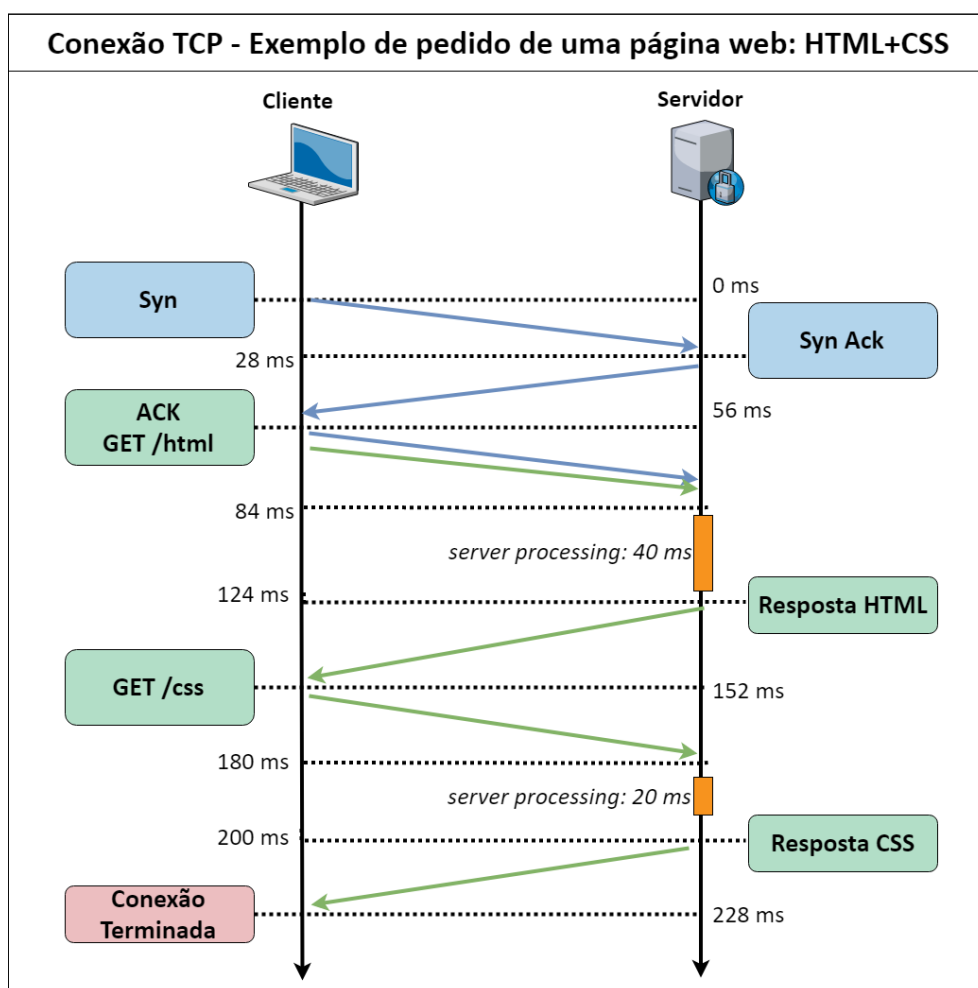 Conexão TCP - Exemplo de pedido de uma página web: HTML+CSS
Cliente
Servidor
Syn
0 ms
Syn Ack
28 ms
ACK
GET /html
56 ms
84 ms
server processing: 40 ms
124 ms
Resposta HTML
GET /css
152 ms
180 ms
server processing: 20 ms
200 ms
Resposta CSS
Conexão
Terminada
228 ms